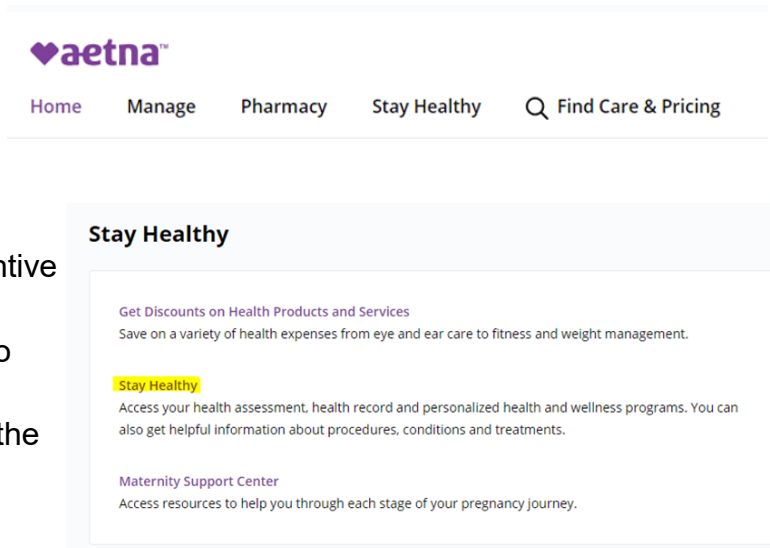 aetna™
Home Manage Pharmacy Stay Healthy Find Care & Pricing
Stay Healthy
ntive
Get Discounts on Health Products and Services
Save on a variety of health expenses from eye and ear care to fitness and weight management.
o
Stay Healthy
Access your health assessment, health record and personalized health and wellness programs. You can
the
also get helpful information about procedures, conditions and treatments.
Maternity Support Center
Access resources to help you through each stage of your pregnancy journey.